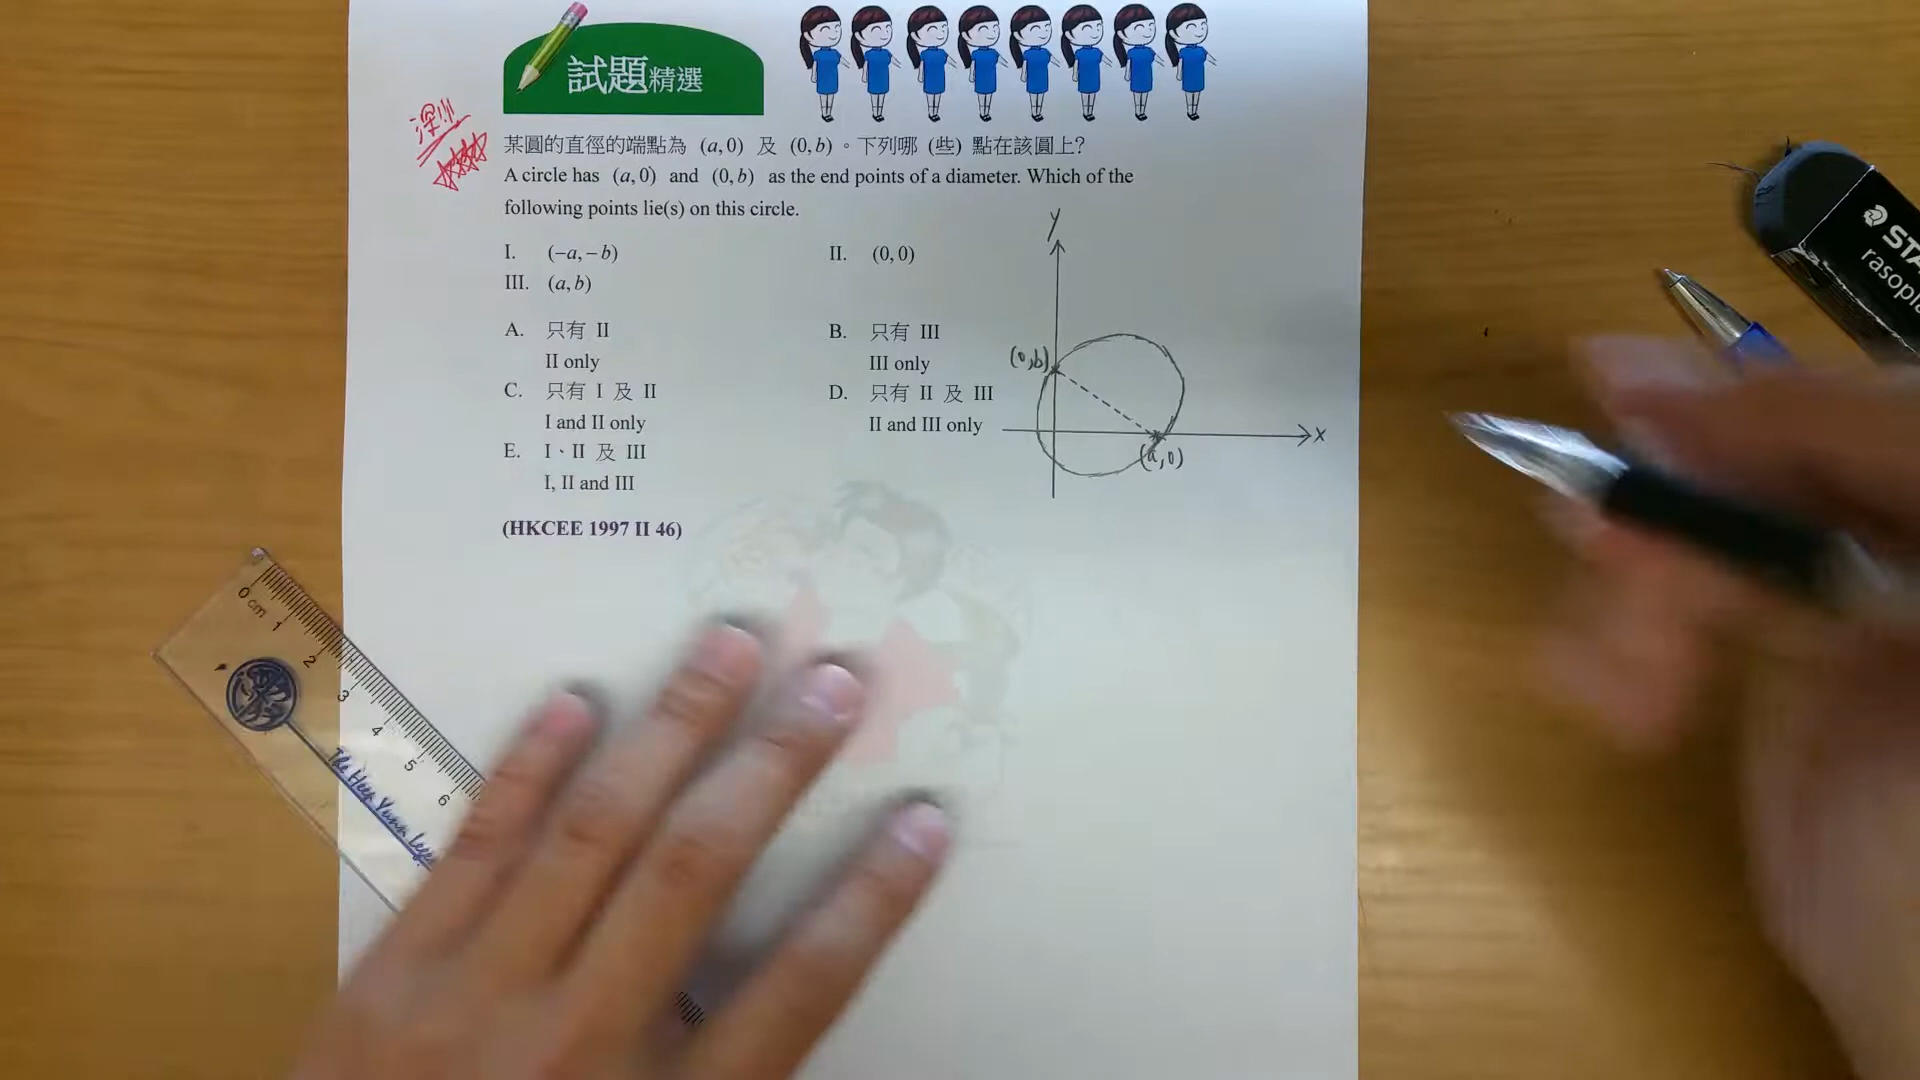 試題精選
深川
某圓的直徑的端點為 (a, 0) 及 (0, b)。下列哪 (些) 點在該圓上?
A circle has (a, 0) and (0, b) as the end points of a diameter. Which of the
following points lie(s) on this circle.
I. (−a, − b) II. (0, 0)
III. (a, b)
A. 只有 II B. 只有 III
II only III only
C. 只有 I 及 II D. 只有 II 及 III
I and II only II and III only
E. I、II 及 III
I, II and III
(HKCEE 1997 II 46)
y
(0,b)
x
(a,0)
0 cm 1 2 3 4 5 6
The Hong Yunn
STA
rasopl